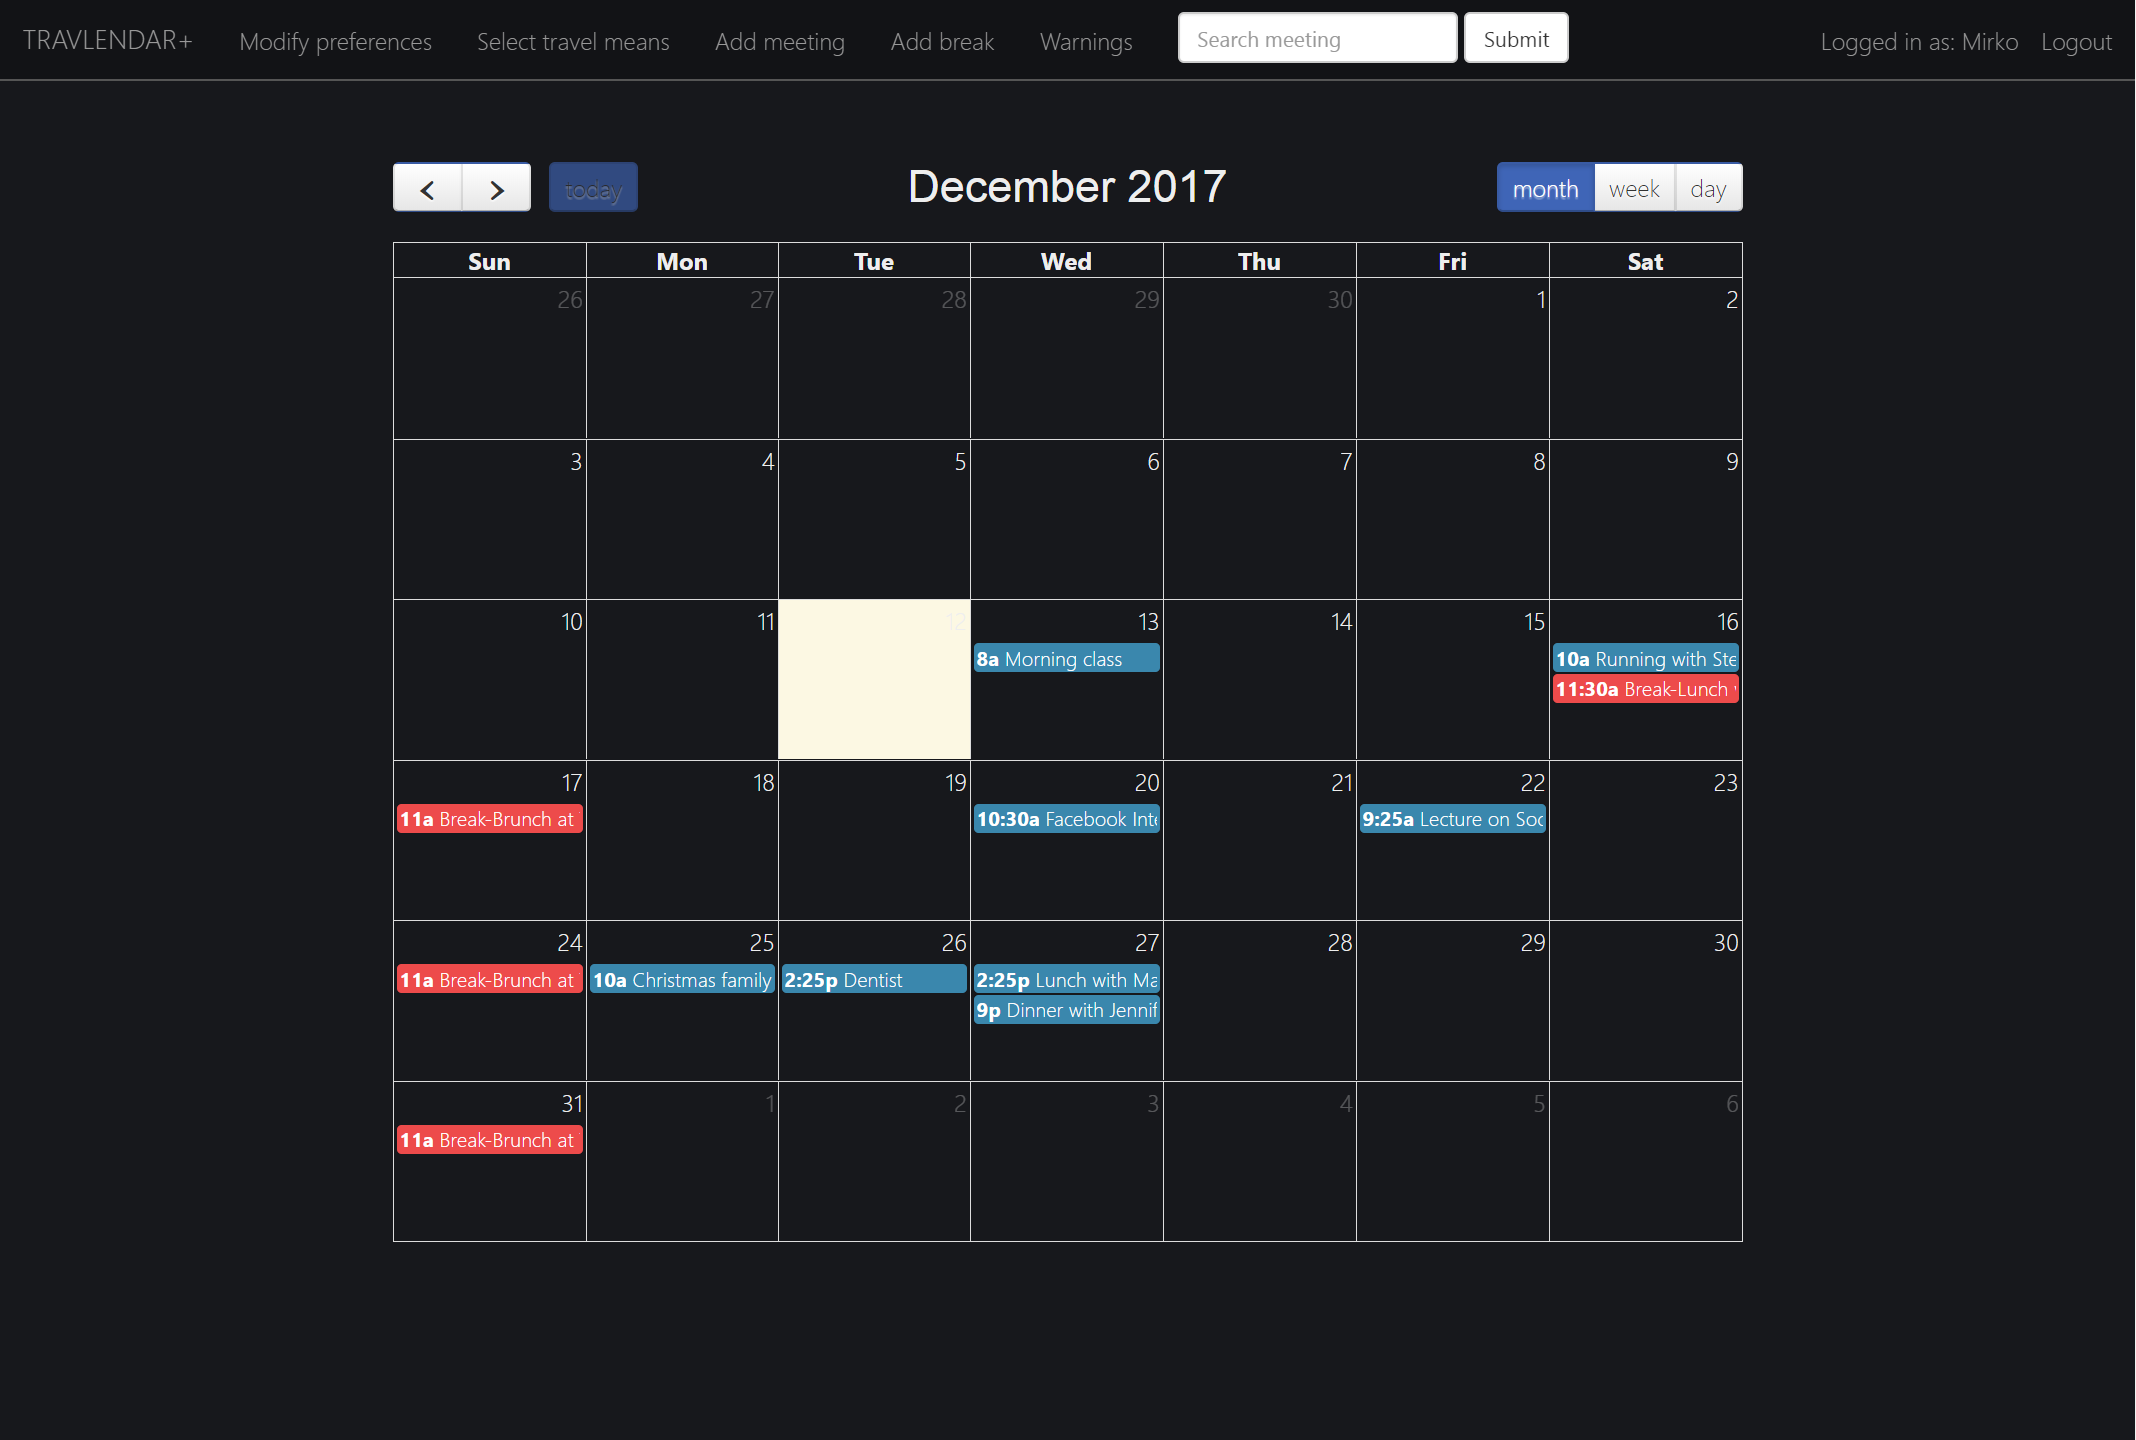 TRAVLENDAR+ Modify preferences Select travel means Add meeting Add break Warnings Search meeting Submit Logged in as: Mirko Logout
today December 2017 month week day
Sun Mon Tue Wed Thu Fri Sat
26 27 28 29 30 1 2
3 4 5 6 7 8 9
10 11 12 13 14 15 16
8a Morning class 10a Running with Ste
11:30a Break-Lunch
17 18 19 20 21 22 23
11a Break-Brunch at 10:30a Facebook Inte 9:25a Lecture on Soc
24 25 26 27 28 29 30
11a Break-Brunch at 10a Christmas family 2:25p Dentist 2:25p Lunch with Ma
9p Dinner with Jennif
31 1 2 3 4 5 6
11a Break-Brunch at